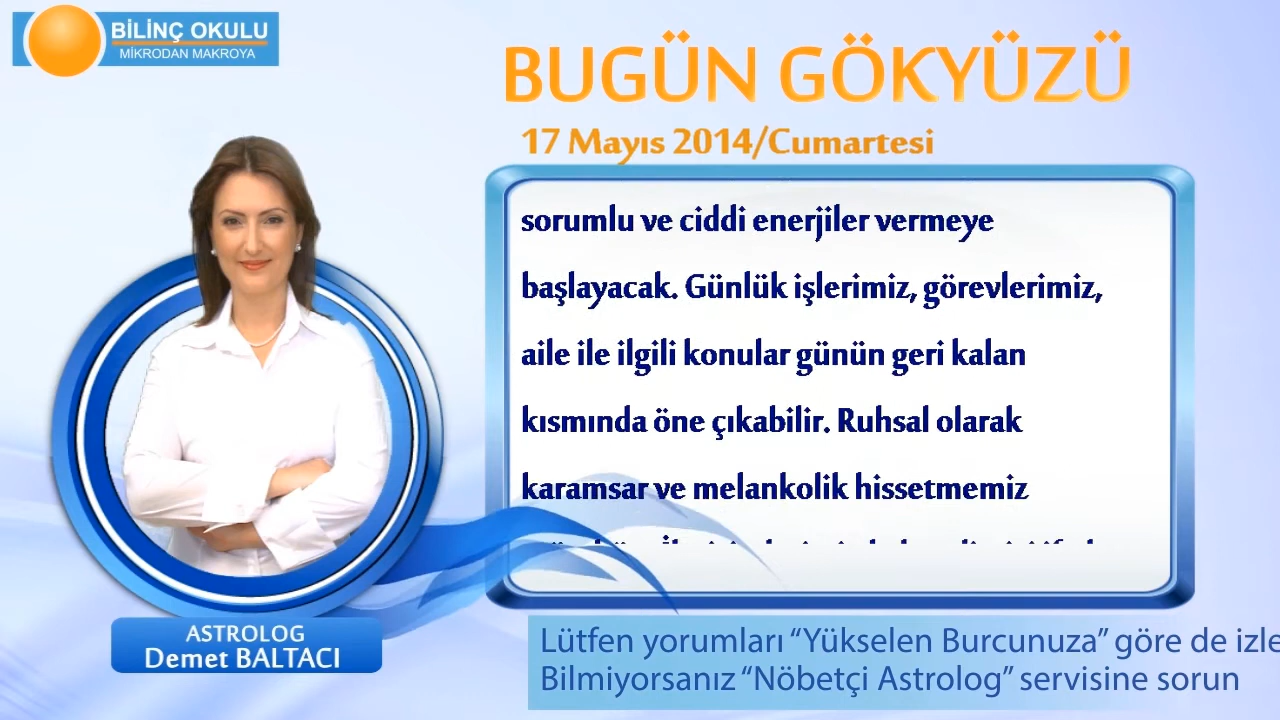 BİLİNÇ OKULU
MİKRODAN MAKROYA
BUGÜN GÖKYÜZÜ
17 Mayıs 2014/Cumartesi
sorumlu ve ciddi enerjiler vermeye
başlayacak. Günlük işlerimiz, görevlerimiz,
aile ile ilgili konular günün geri kalan
kısmında öne çıkabilir. Ruhsal olarak
karamsar ve melankolik hissetmemiz
ASTROLOG
Demet BALTACI
Lütfen yorumları “Yükselen Burcunuza” göre de izle
Bilmiyorsanız “Nöbetçi Astrolog” servisine sorun